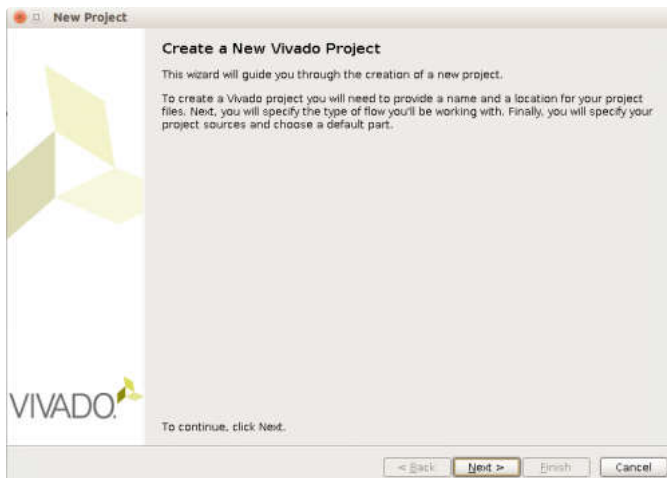 New Project
Create a New Vivado Project
This wizard will guide you through the creation of a new project.
To create a Vivado project you will need to provide a name and a location for your project
files. Next, you will specify the type of flow you'll be working with. Finally, you will specify your
project sources and choose a default part.
VIVADO.
To continue, click Next.
< Back Next > Finish Cancel